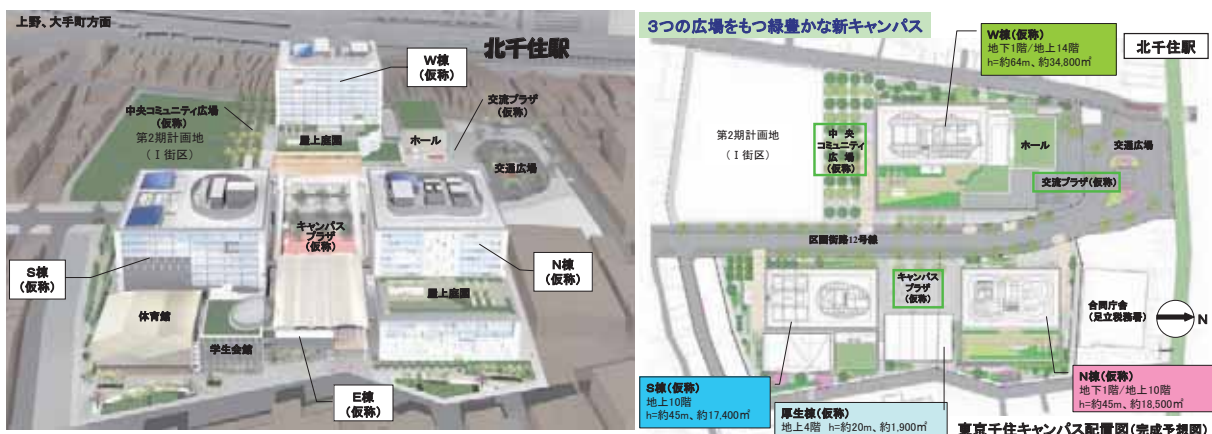 上野、大手町方面
北千住駅
W棟
(仮称)
中央コミュニティ広場
(仮称)
第2期計画地
(Ⅰ街区)
屋上庭園
ホール
交流プラザ
(仮称)
交通広場
キャンパス
プラザ
(仮称)
S棟
(仮称)
N棟
(仮称)
屋上庭園
体育館
学生会館
E棟
(仮称)
3つの広場をもつ緑豊かな新キャンパス
W棟(仮称)
地下1階/地上14階
h=約64m、約34,800㎡
北千住駅
第2期計画地
(Ⅰ街区)
中央
コミュニティ
広場
(仮称)
ホール
交通広場
交流プラザ(仮称)
区画街路12号線
キャンパス
プラザ
(仮称)
合同庁舎
(足立税務署)
N
S棟(仮称)
地上10階
h=約45m、約17,400㎡
厚生棟(仮称)
地上4階 h=約20m、約1,900㎡
N棟(仮称)
地下1階/地上10階
h=約45m、約18,500㎡
東京千住キャンパス配置図(完成予想図)